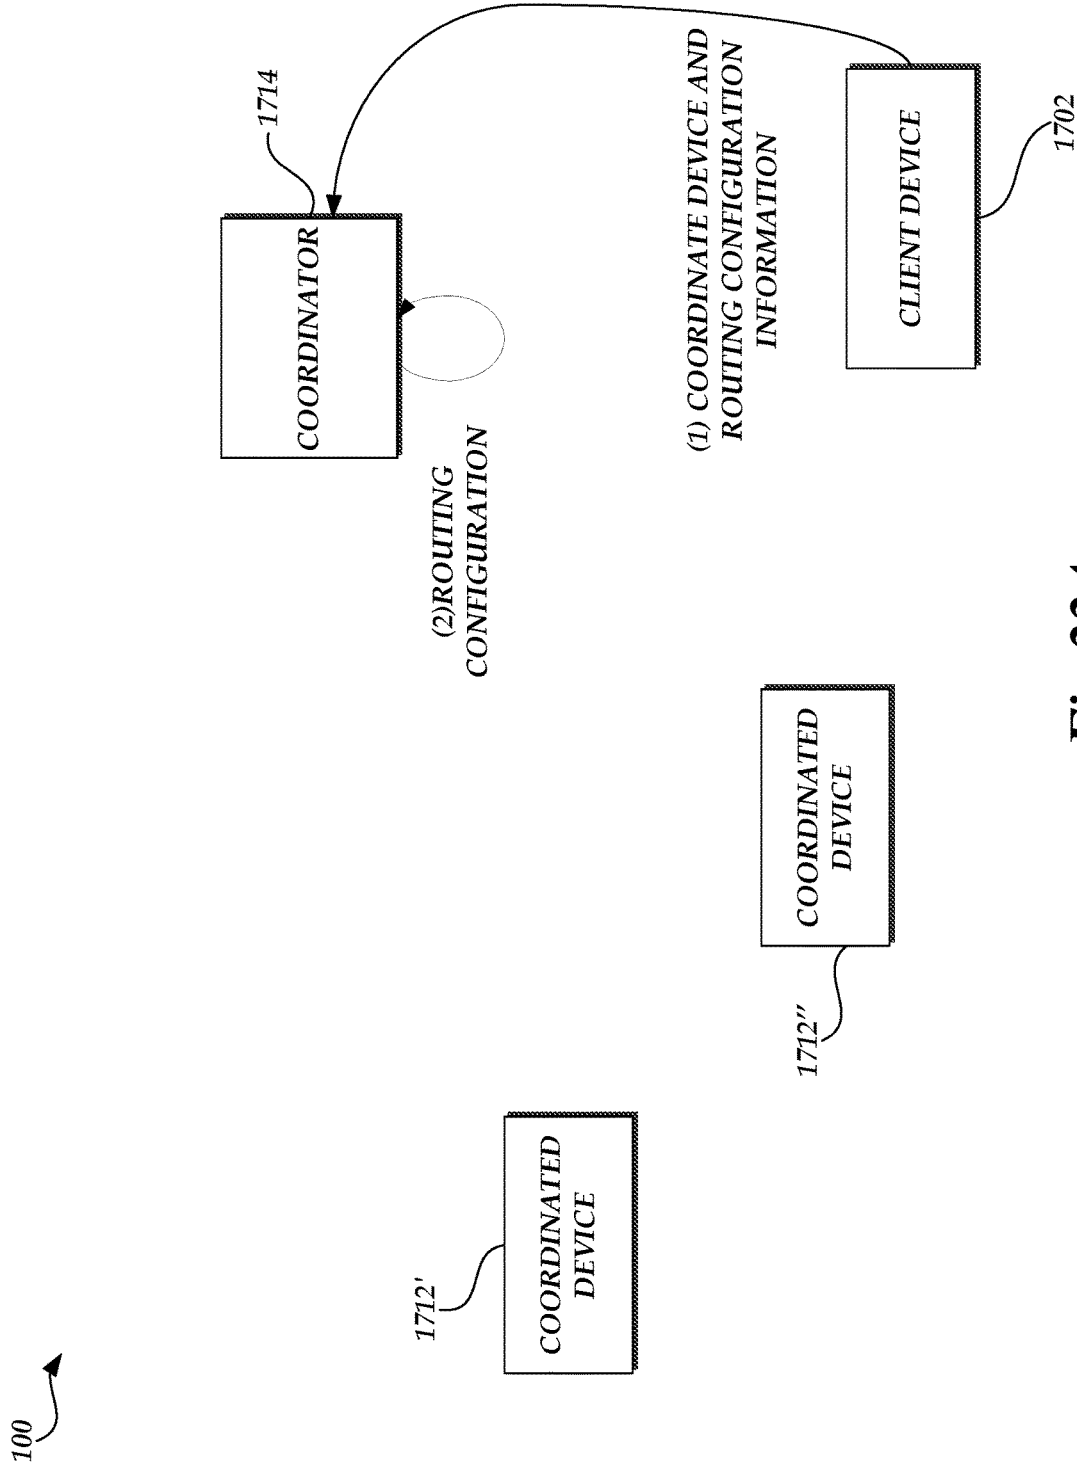 100
1714
COORDINATOR
(2)ROUTING
CONFIGURATION
1712'
COORDINATED
DEVICE
(1) COORDINATE DEVICE AND
ROUTING CONFIGURATION
INFORMATION
1712''
COORDINATED
DEVICE
CLIENT DEVICE
1702